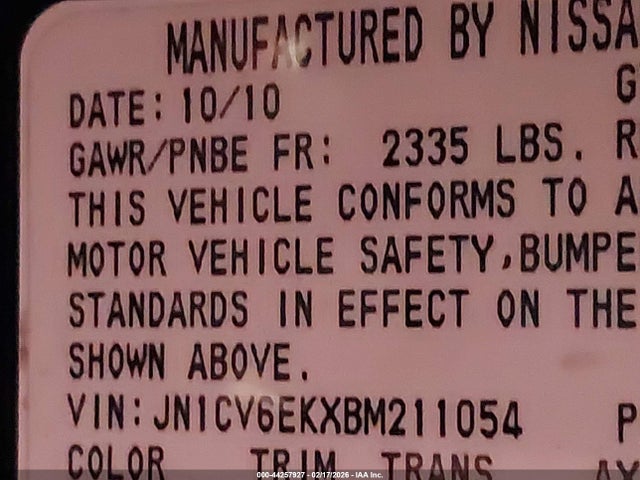 MANUFACTURED BY NISSA
G
DATE: 10/10
GAWR/PNBE FR: 2335 LBS. R
THIS VEHICLE CONFORMS TO A
MOTOR VEHICLE SAFETY,BUMPE
STANDARDS IN EFFECT ON THE
SHOWN ABOVE.
VIN:JN1CV6EKXBM211054 P
COLOR TRIM TRANS AX
000-44257927 - 02/17/2026 - IAA Inc.